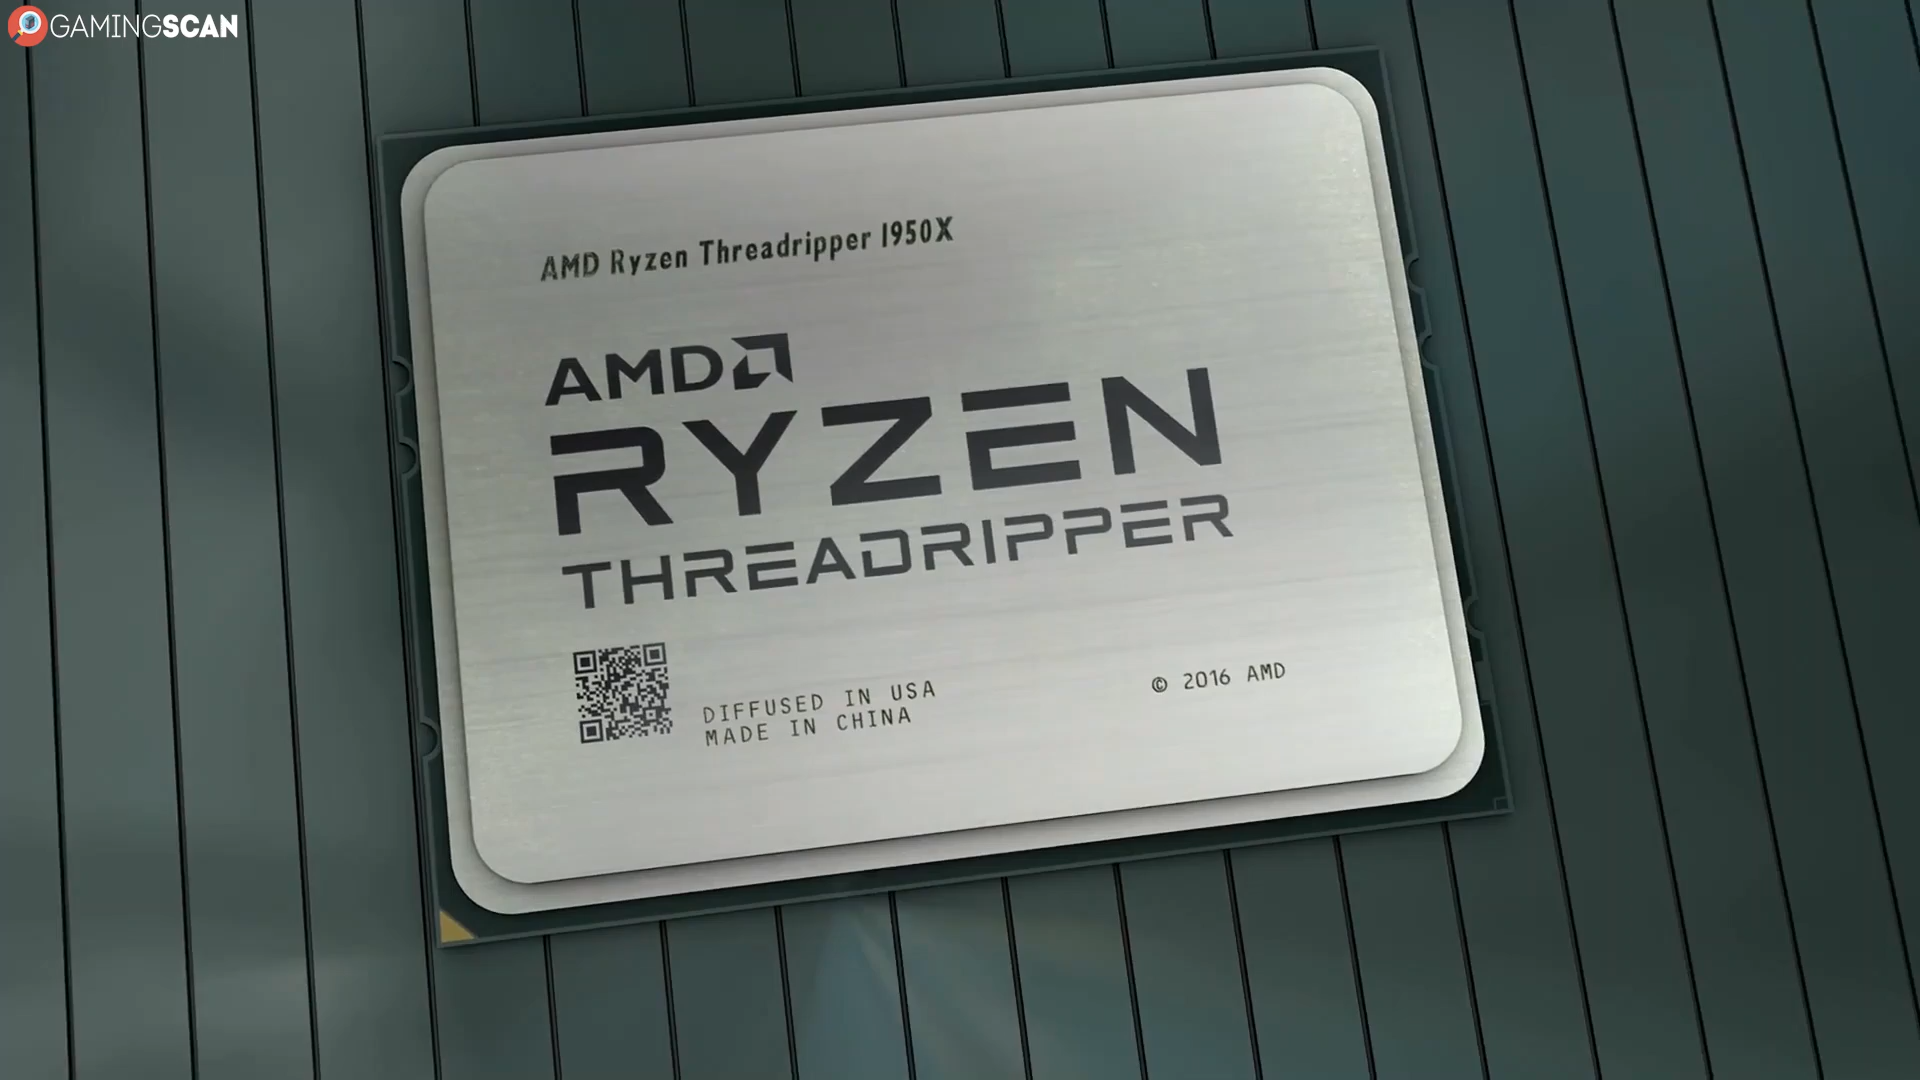 GAMINGSCAN
AMD Ryzen Threadripper 1950X
AMD
RYZEN
THREADRIPPER
DIFFUSED IN USA
MADE IN CHINA
© 2016 AMD